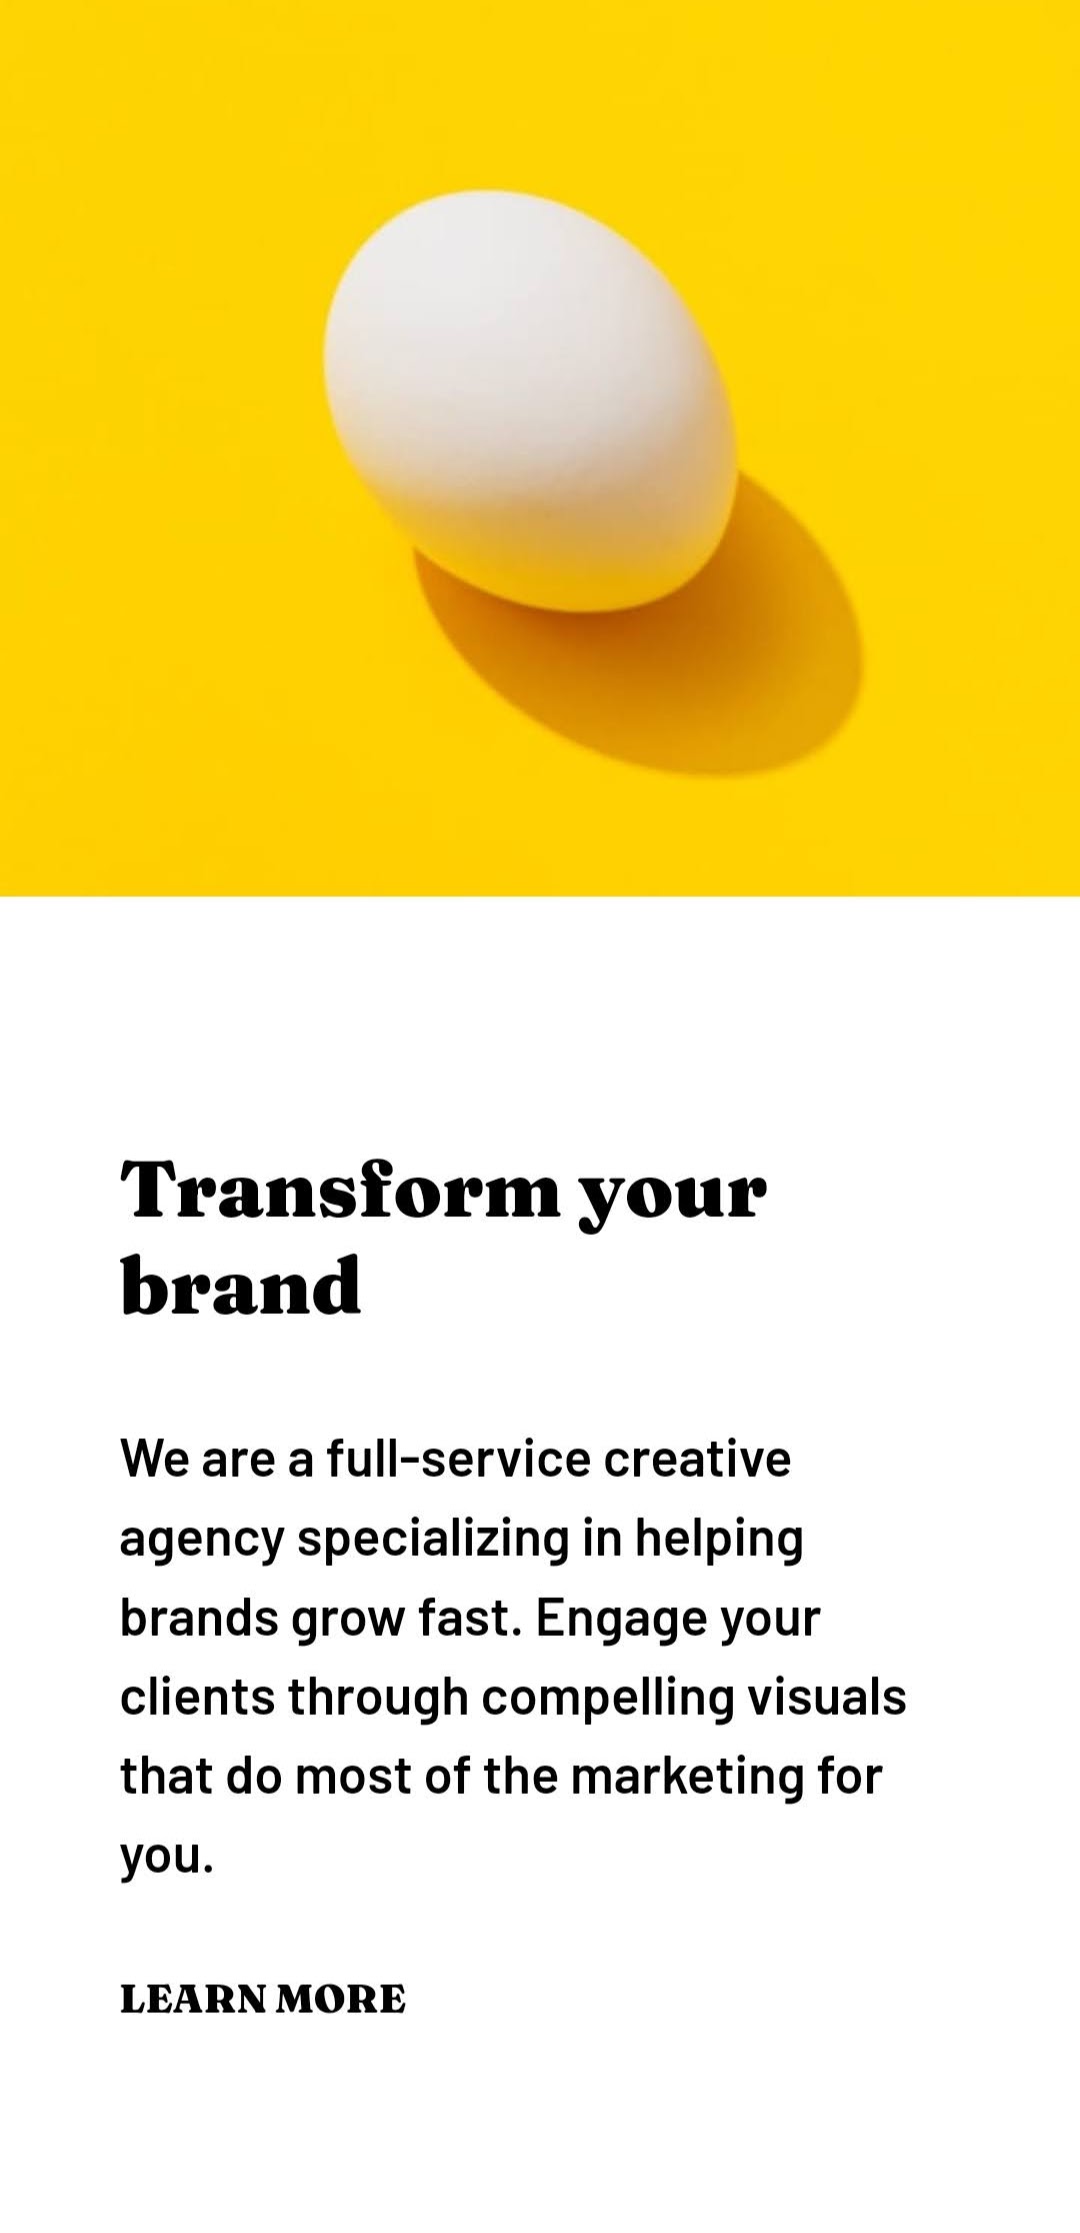 Transform your
brand
We are a full-service creative
agency specializing in helping
brands grow fast. Engage your
clients through compelling visuals
that do most of the marketing for
you.
LEARN MORE